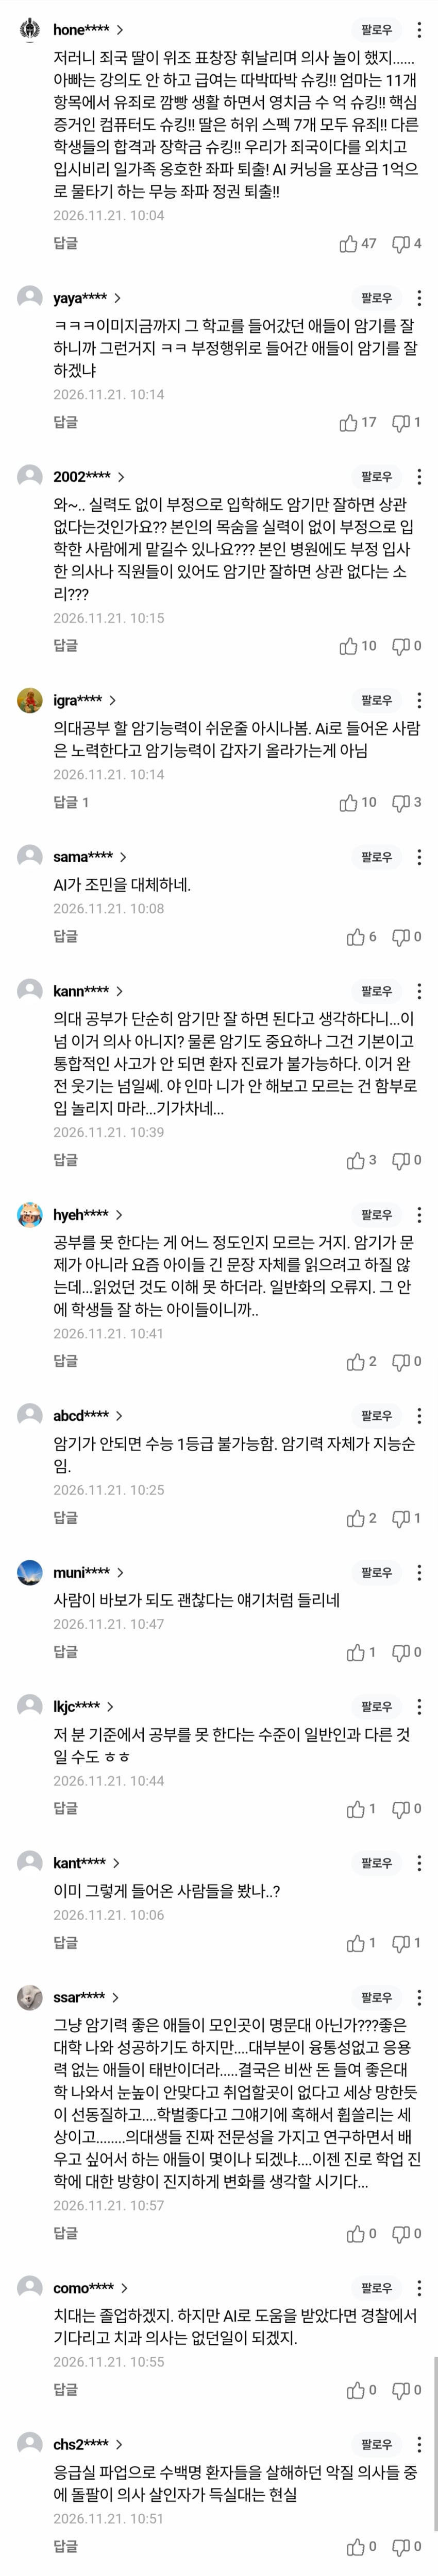 hone**** >
팔로우
저러니 죄국 딸이 위조 표창장 휘날리며 의사 놀이 했지......
아빠는 강의도 안 하고 급여는 따박따박 슈킹!! 엄마는 11개
항목에서 유죄로 깜빵 생활 하면서 영치금 수 억 슈킹!! 핵심
증거인 컴퓨터도 슈킹!! 딸은 허위 스펙 7개 모두 유죄!! 다른
학생들의 합격과 장학금 슈킹!! 우리가 죄국이다를 외치고
입시비리 일가족 옹호한 좌파 퇴출! AI 커닝을 포상금 1억으
로 물타기 하는 무능 좌파 정권 퇴출!!
2026.11.21. 10:04
답글
47
4
yaya**** >
팔로우
ㅋㅋㅋ이미지금까지 그 학교를 들어갔던 애들이 암기를 잘
하니까 그런거지 ㅋㅋ 부정행위로 들어간 애들이 암기를 잘
하겠냐
2026.11.21. 10:14
답글
17
1
2002**** >
팔로우
와~.. 실력도 없이 부정으로 입학해도 암기만 잘하면 상관
없다는것인가요?? 본인의 목숨을 실력이 없이 부정으로 입
학한 사람에게 맡길수 있나요??? 본인 병원에도 부정 입사
한 의사나 직원들이 있어도 암기만 잘하면 상관 없다는 소
리???
2026.11.21. 10:15
답글
10
0
igra**** >
팔로우
의대공부 할 암기능력이 쉬운줄 아시나봄. Ai로 들어온 사람
은 노력한다고 암기능력이 갑자기 올라가는게 아님
2026.11.21. 10:14
답글 1
10
3
sama**** >
팔로우
AI가 조민을 대체하네.
2026.11.21. 10:08
답글
6
0
kann**** >
팔로우
의대 공부가 단순히 암기만 잘 하면 된다고 생각하다니...이
넘 이거 의사 아니지? 물론 암기도 중요하나 그건 기본이고
통합적인 사고가 안 되면 환자 진료가 불가능하다. 이거 완
전 웃기는 넘일쎄. 야 인마 니가 안 해보고 모르는 건 함부로
입 놀리지 마라...기가차네...
2026.11.21. 10:39
답글
3
0
hyeh**** >
팔로우
공부를 못 한다는 게 어느 정도인지 모르는 거지. 암기가 문
제가 아니라 요즘 아이들 긴 문장 자체를 읽으려고 하질 않
는데...읽었던 것도 이해 못 하더라. 일반화의 오류지. 그 안
에 학생들 잘 하는 아이들이니까..
2026.11.21. 10:41
답글
2
0
abcd**** >
팔로우
암기가 안되면 수능 1등급 불가능함. 암기력 자체가 지능순
임.
2026.11.21. 10:25
답글
2
1
muni**** >
팔로우
사람이 바보가 되도 괜찮다는 얘기처럼 들리네
2026.11.21. 10:47
답글
1
0
lkjc**** >
팔로우
저 분 기준에서 공부를 못 한다는 수준이 일반인과 다른 것
일 수도 ㅎㅎ
2026.11.21. 10:44
답글
1
0
kant**** >
팔로우
이미 그렇게 들어온 사람들을 봤나..?
2026.11.21. 10:06
답글
1
1
ssar**** >
팔로우
그냥 암기력 좋은 애들이 모인곳이 명문대 아닌가???좋은
대학 나와 성공하기도 하지만....대부분이 융통성없고 응용
력 없는 애들이 태반이더라.....결국은 비싼 돈 들여 좋은대
학 나와서 눈높이 안맞다고 취업할곳이 없다고 세상 망한듯
이 선동질하고....학벌좋다고 그얘기에 혹해서 휩쓸리는 세
상이고........의대생들 진짜 전문성을 가지고 연구하면서 배
우고 싶어서 하는 애들이 몇이나 되겠냐....이젠 진로 학업 진
학에 대한 방향이 진지하게 변화를 생각할 시기다...
2026.11.21. 10:57
답글
0
0
como**** >
팔로우
치대는 졸업하겠지. 하지만 AI로 도움을 받았다면 경찰에서
기다리고 치과 의사는 없던일이 되겠지.
2026.11.21. 10:55
답글
0
0
chs2**** >
팔로우
응급실 파업으로 수백명 환자들을 살해하던 악질 의사들 중
에 돌팔이 의사 살인자가 득실대는 현실
2026.11.21. 10:51
답글
0
0